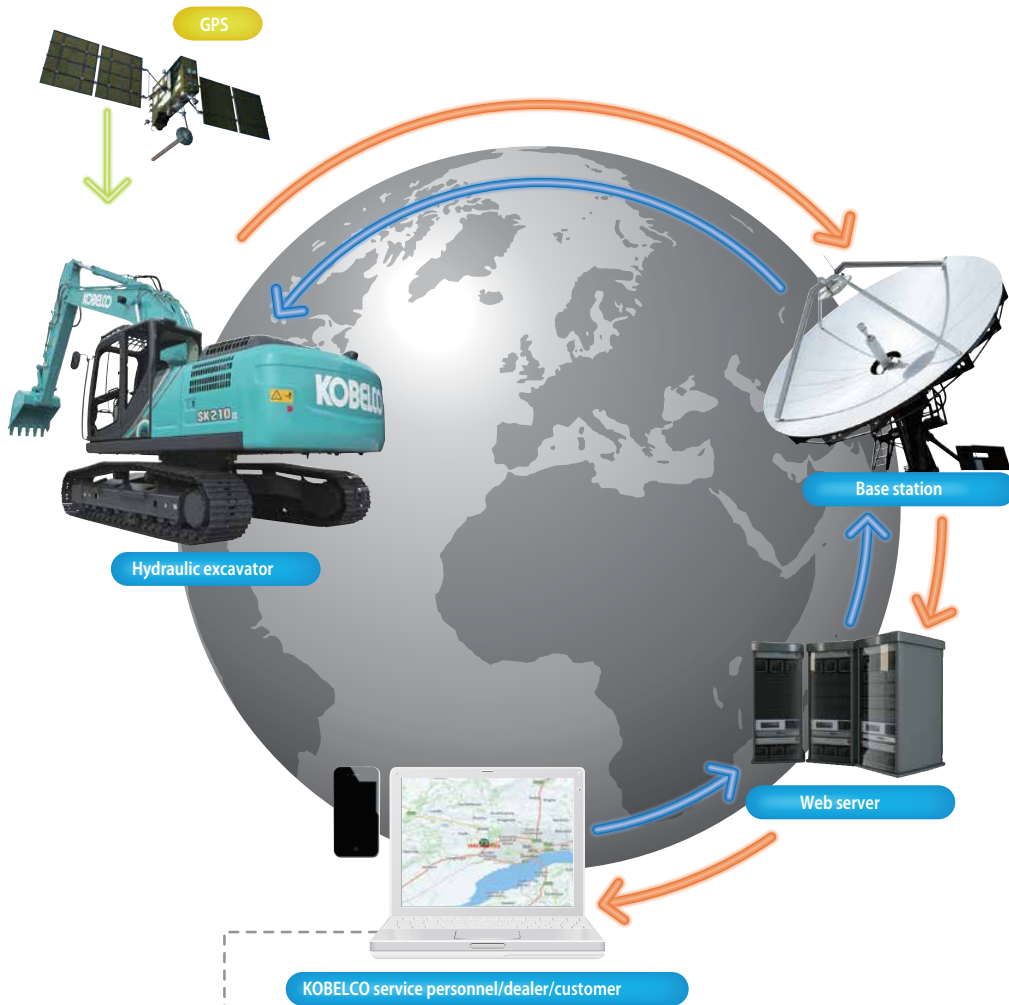 GPS
KOBELCO
KOBELCO
SK210
Base station
Hydraulic excavator
Web server
KOBELCO service personnel/dealer/customer